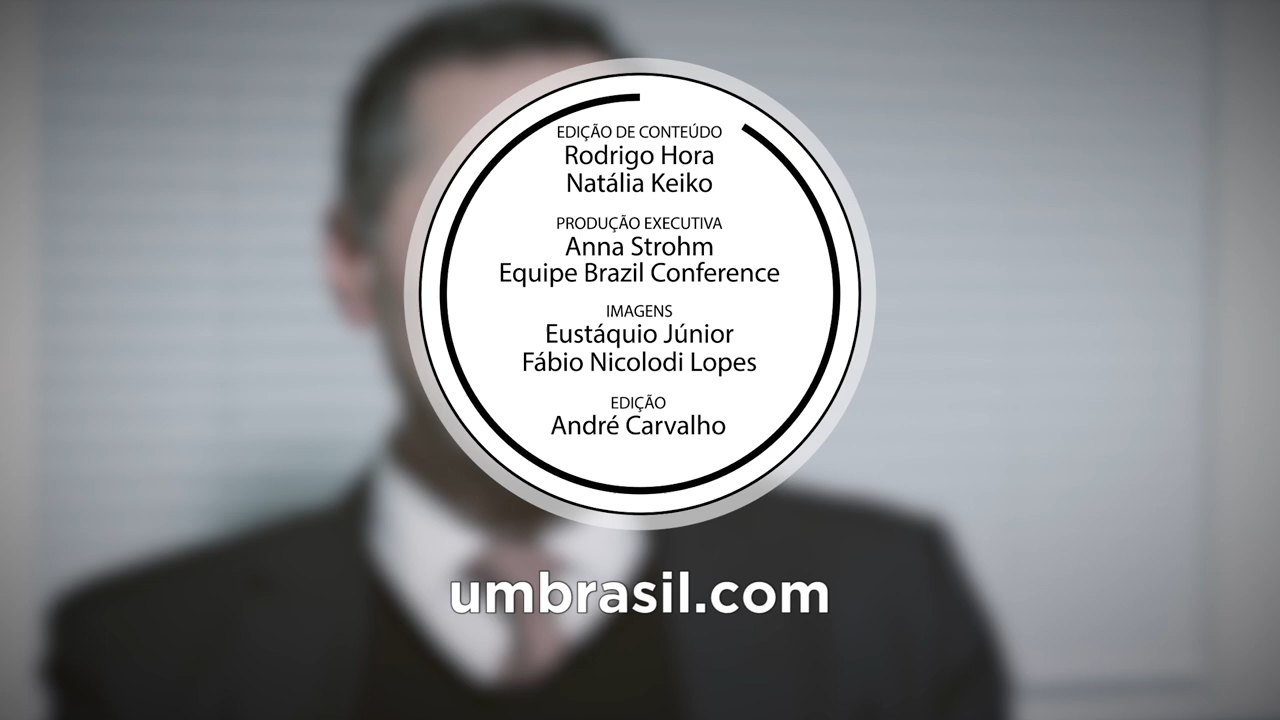 EDIÇÃO DE CONTEÚDO
Rodrigo Hora
Natália Keiko
PRODUÇÃO EXECUTIVA
Anna Strohm
Equipe Brazil Conference
IMAGENS
Eustáquio Júnior
Fábio Nicolodi Lopes
EDIÇÃO
André Carvalho
umbrasil.com